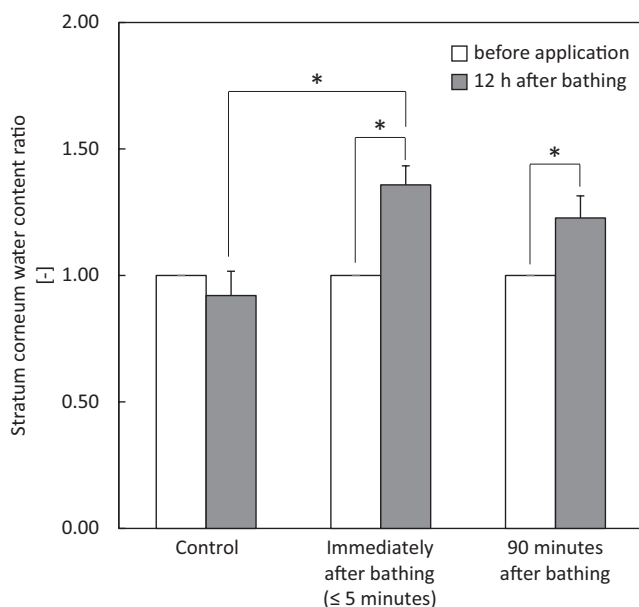 2.00
1.50
1.00
0.50
0.00
Stratum corneum water content ratio
[-]
before application
12 h after bathing
*
*
*
Control
Immediately
after bathing
(≤ 5 minutes)
90 minutes
after bathing